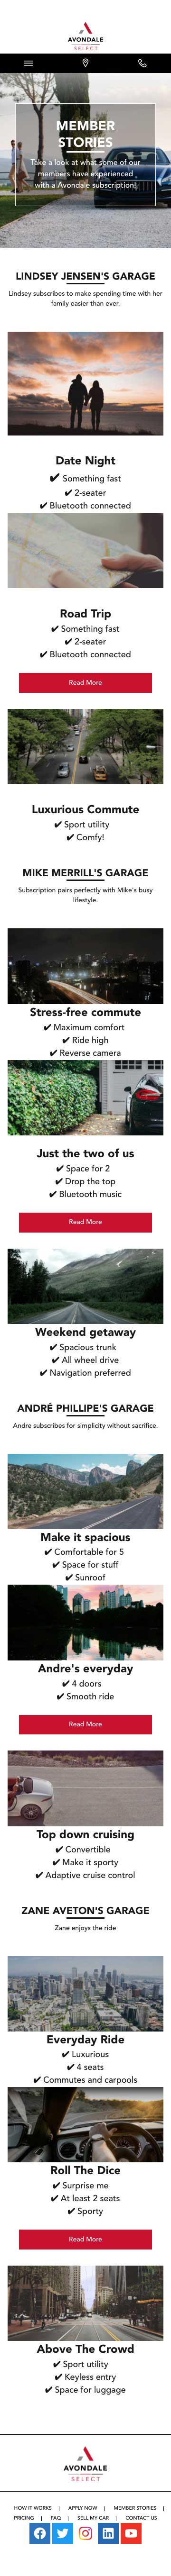 AVONDALE
SELECT
MEMBER
STORIES
Take a look at what some of our
members have experienced
with a Avondale subscription!
LINDSEY JENSEN'S GARAGE
Lindsey subscribes to make spending time with her
family easier than ever.
Date Night
✔ Something fast
✔ 2-seater
✔ Bluetooth connected
Road Trip
✔ Something fast
✔ 2-seater
✔ Bluetooth connected
Read More
Luxurious Commute
✔ Sport utility
✔ Comfy!
MIKE MERRILL'S GARAGE
Subscription pairs perfectly with Mike's busy
lifestyle.
Stress-free commute
✔ Maximum comfort
✔ Ride high
✔ Reverse camera
Just the two of us
✔ Space for 2
✔ Drop the top
✔ Bluetooth music
Read More
Weekend getaway
✔ Spacious trunk
✔ All wheel drive
✔ Navigation preferred
ANDRÉ PHILLIPE'S GARAGE
Andre subscribes for simplicity without sacrifice.
Make it spacious
✔ Comfortable for 5
✔ Space for stuff
✔ Sunroof
Andre's everyday
✔ 4 doors
✔ Smooth ride
Read More
Top down cruising
✔ Convertible
✔ Make it sporty
✔ Adaptive cruise control
ZANE AVETON'S GARAGE
Zane enjoys the ride
Everyday Ride
✔ Luxurious
✔ 4 seats
✔ Commutes and carpools
Roll The Dice
✔ Surprise me
✔ At least 2 seats
✔ Sporty
Read More
Above The Crowd
✔ Sport utility
✔ Keyless entry
✔ Space for luggage
AVONDALE
SELECT
HOW IT WORKS | APPLY NOW | MEMBER STORIES |
PRICING | FAQ | SELL MY CAR | CONTACT US